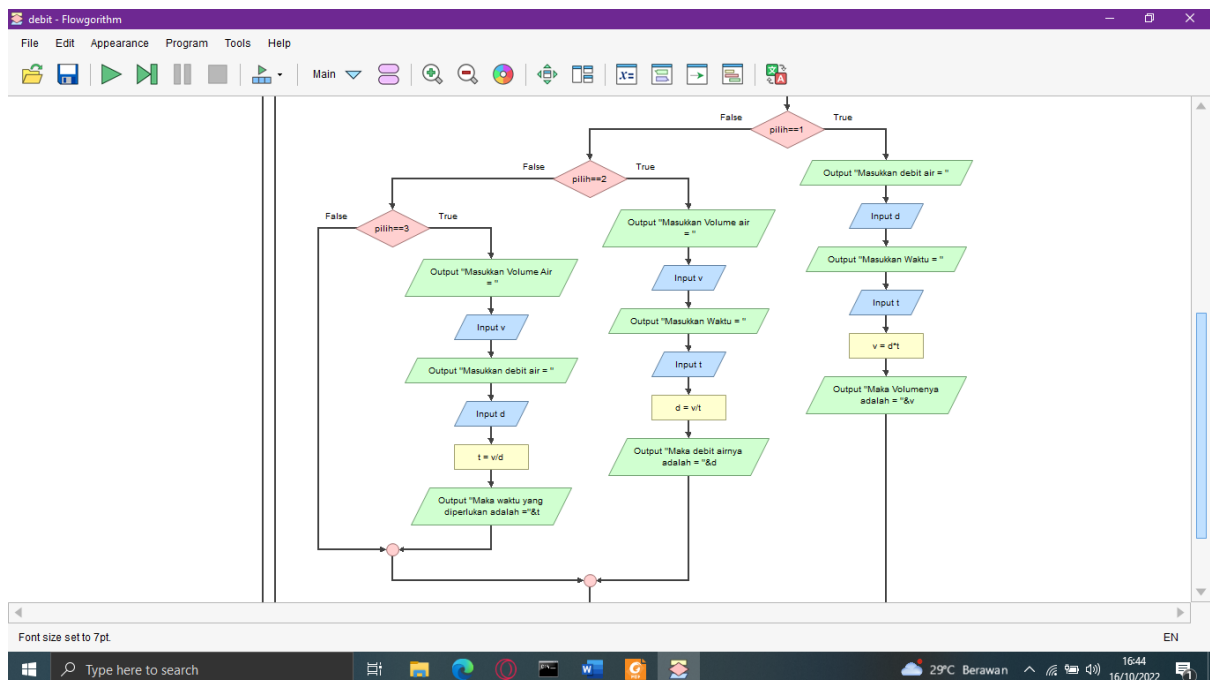 debit - Flowgorithm
File Edit Appearance Program Tools Help
Main
x=
False True
pilih==1
False True
pilih==2
Output "Masukkan debit air = "
False True
pilih==3
Output "Masukkan Volume air
= "
Input d
Output "Masukkan Volume Air
= "
Input v
Output "Masukkan Waktu = "
Input v
Output "Masukkan Waktu = "
Input t
Output "Masukkan debit air = "
Input t
v = d*t
Input d
d = v/t
Output "Maka Volumenya
adalah = "&v
t = v/d
Output "Maka debit airnya
adalah = "&d
Output "Maka waktu yang
diperlukan adalah ="&t
Font size set to 7pt.
EN
Type here to search
29°C Berawan
16:44
16/10/2022
1